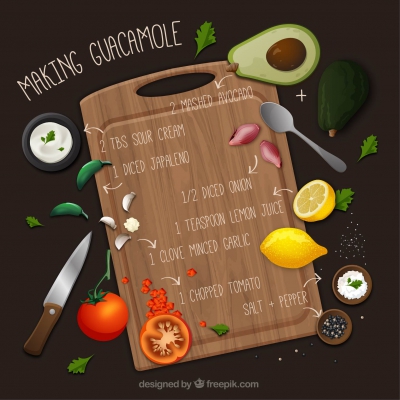 MAKING GUACAMOLE
2 MASHED AVOCADO
+
2 TBS SOUR CREAM
1 DICED JAPALENO
1/2 DICED ONION
1 TEASPOON LEMON JUICE
1 CLOVE MINCED GARLIC
1 CHOPPED TOMATO
SALT + PEPPER
designed by freepik.com